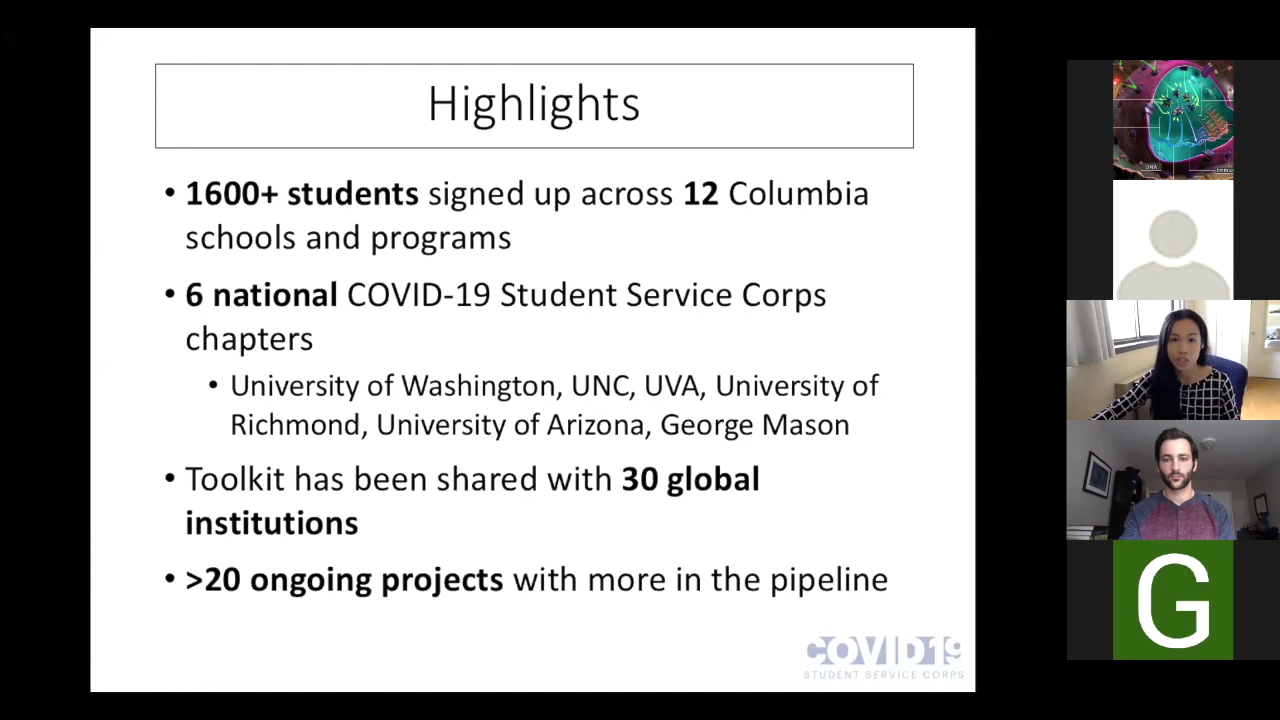 Highlights
• 1600+ students signed up across 12 Columbia
schools and programs
• 6 national COVID-19 Student Service Corps
chapters
• University of Washington, UNC, UVA, University of
Richmond, University of Arizona, George Mason
• Toolkit has been shared with 30 global
institutions
• >20 ongoing projects with more in the pipeline
COVID19
STUDENT SERVICE CORPS
DNA
G